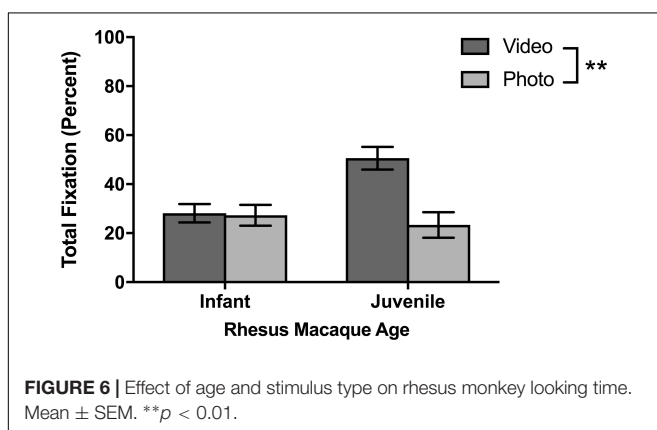 100
80
60
40
20
0
Total Fixation (Percent)
Video
Photo
**
Infant
Juvenile
Rhesus Macaque Age
FIGURE 6 | Effect of age and stimulus type on rhesus monkey looking time.
Mean ± SEM. **p < 0.01.